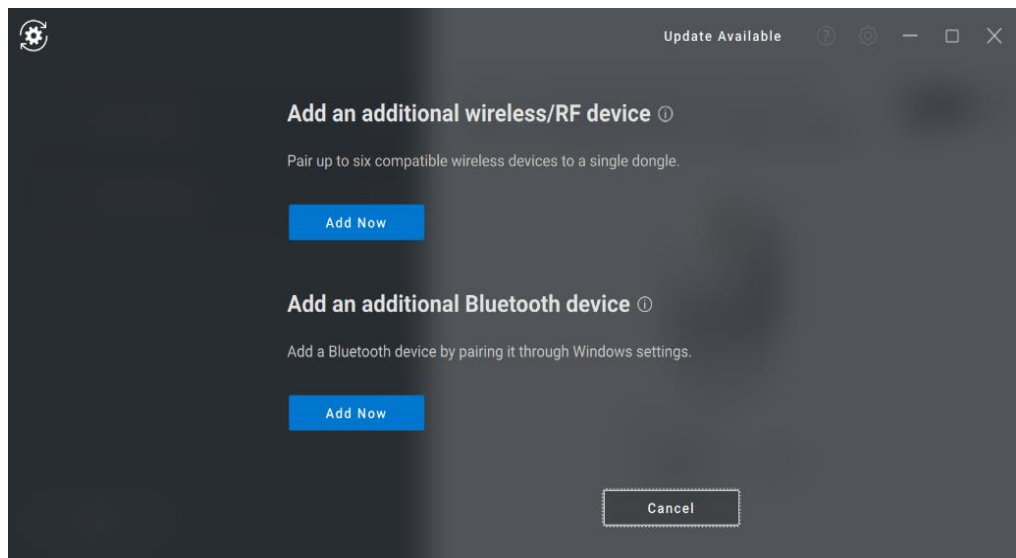 Update Available
Add an additional wireless/RF device
Pair up to six compatible wireless devices to a single dongle.
Add Now
Add an additional Bluetooth device
Add a Bluetooth device by pairing it through Windows settings.
Add Now
Cancel